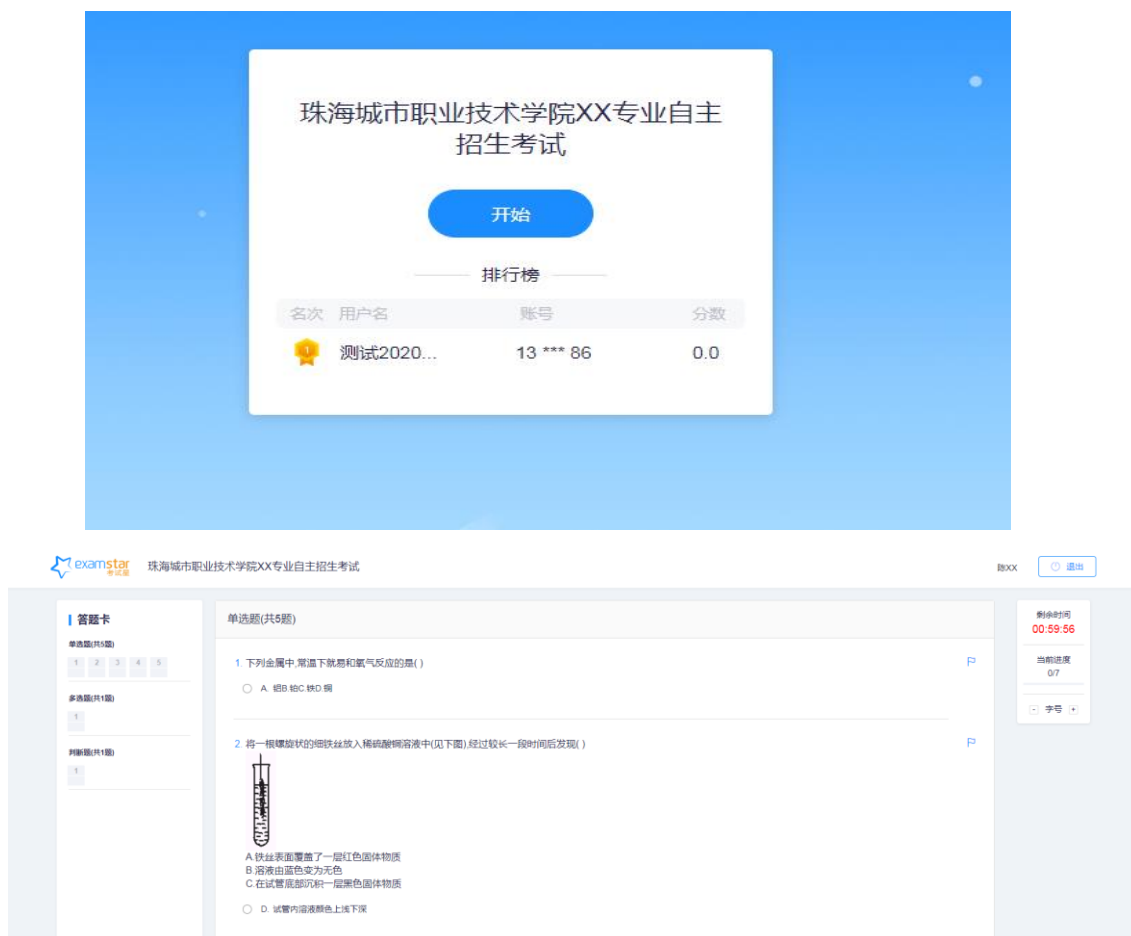 珠海城市职业技术学院XX专业自主
招生考试
开始
排行榜
名次 用户名 账号 分数
1 测试2020... 13 *** 86 0.0
examstar 考试星 珠海城市职业技术学院XX专业自主招生考试 XX 退出
答题卡
单选题(共5题)
1 2 3 4 5
多选题(共1题)
1
判断题(共1题)
1
单选题(共5题)
1. 下列金属中,常温下就易和氧气反应的是( )
A. 铝B.铂C.铁D.铜
2. 将一根螺旋状的细铁丝放入稀硫酸铜溶液中(见下图),经过较长一段时间后发现( )
A.铁丝表面覆盖了一层红色固体物质
B.溶液由蓝色变为无色
C.在试管底部沉积一层黑色固体物质
D. 试管内溶液颜色上浅下深
剩余时间
00:59:56
当前进度
0/7
- 字号 +